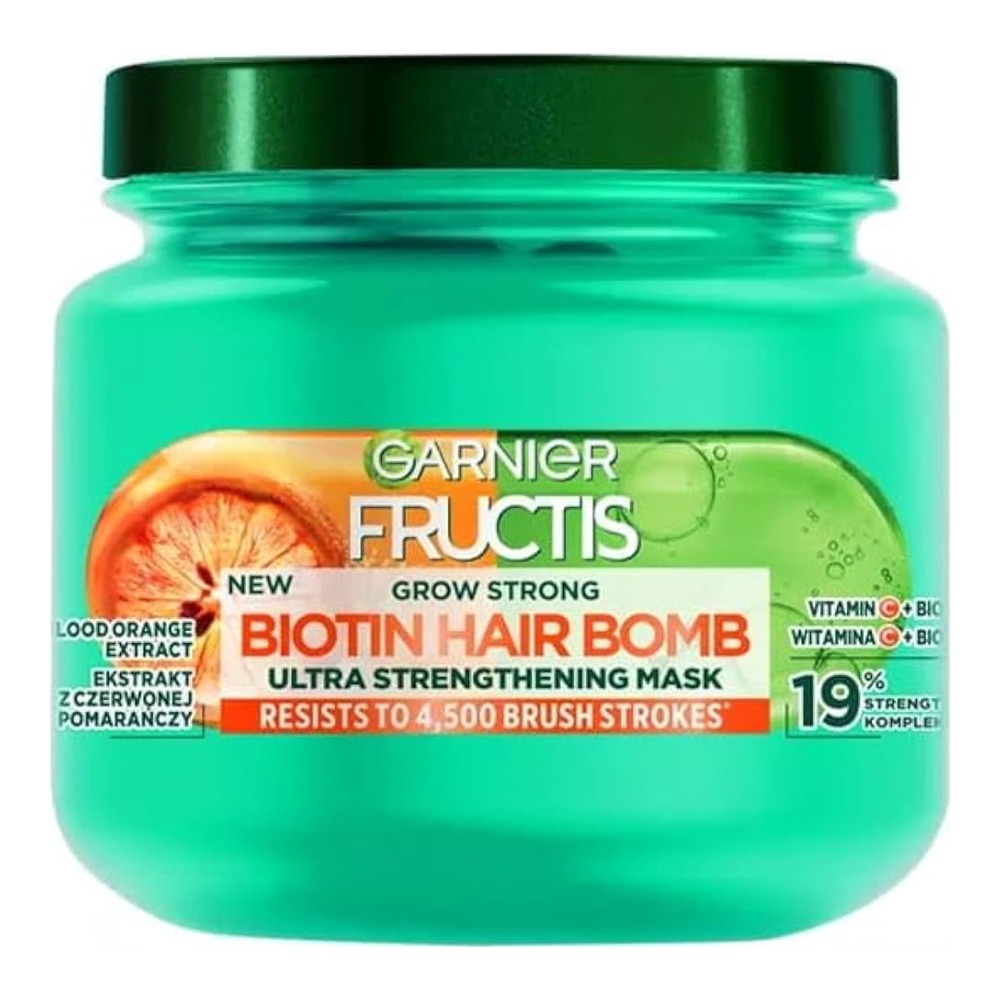 GARNIER
FRUCTIS
NEW
GROW STRONG
BIOTIN HAIR BOMB
ULTRA STRENGTHENING MASK
RESISTS TO 4,500 BRUSH STROKES*
LOOD ORANGE
EXTRACT
EKSTRAKT
Z CZERWONEJ
POMARAŃCZY
VITAMIN C + BIO
WITAMINA C + BIO
19%
STRENGT
KOMPLEK